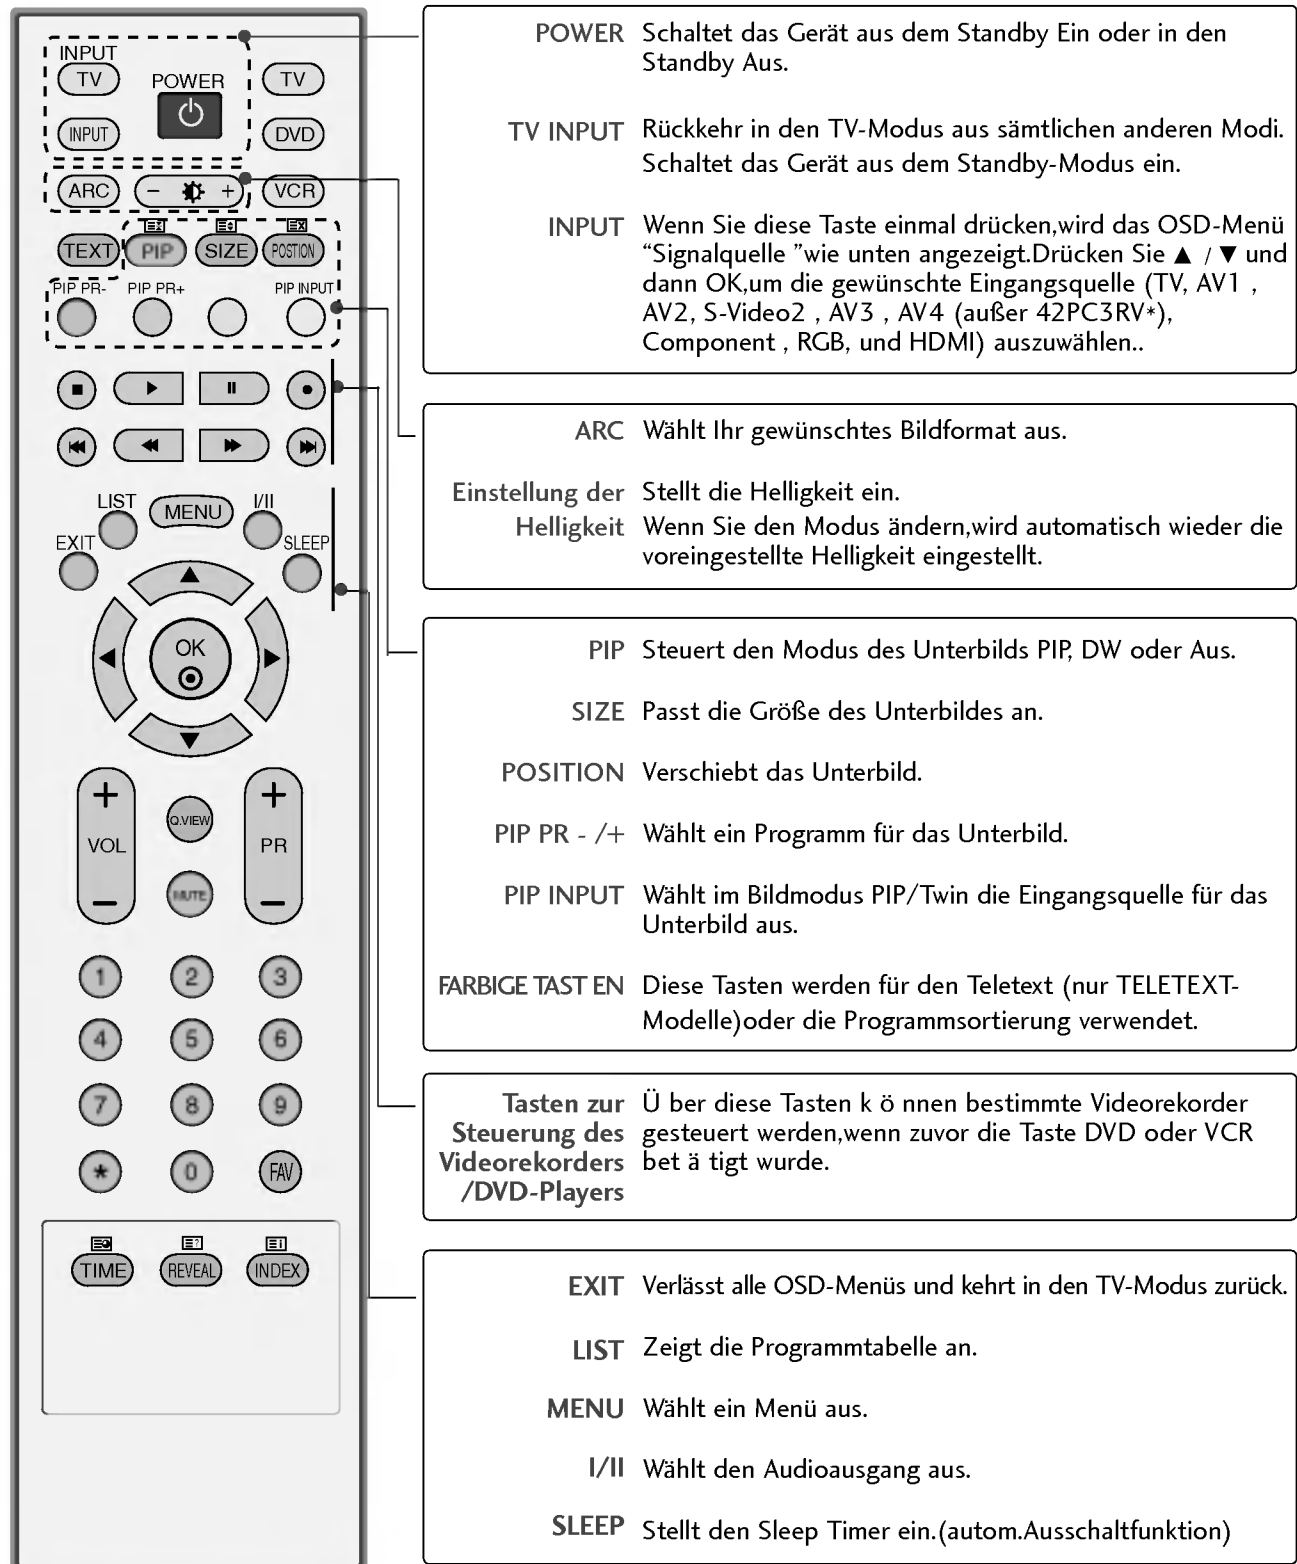 INPUT
TV
POWER
TV
INPUT
DVD
ARC
- +
VCR
TEXT
PIP
SIZE
POSTION
PIP PR-
PIP PR+
PIP INPUT
LIST
MENU
I/II
EXIT
SLEEP
OK
+
VOL
-
Q.VIEW
MUTE
+
PR
-
1
2
3
4
5
6
7
8
9
*
0
FAV
TIME
REVEAL
INDEX
POWER Schaltet das Gerät aus dem Standby Ein oder in den
Standby Aus.
TV INPUT Rückkehr in den TV-Modus aus sämtlichen anderen Modi.
Schaltet das Gerät aus dem Standby-Modus ein.
INPUT Wenn Sie diese Taste einmal drücken,wird das OSD-Menü
“Signalquelle ”wie unten angezeigt.Drücken Sie ▲ / ▼ und
dann OK,um die gewünschte Eingangsquelle (TV, AV1 ,
AV2, S-Video2 , AV3 , AV4 (außer 42PC3RV*),
Component , RGB, und HDMI) auszuwählen..
ARC Wählt Ihr gewünschtes Bildformat aus.
Einstellung der Stellt die Helligkeit ein.
Helligkeit Wenn Sie den Modus ändern,wird automatisch wieder die
voreingestellte Helligkeit eingestellt.
PIP Steuert den Modus des Unterbilds PIP, DW oder Aus.
SIZE Passt die Größe des Unterbildes an.
POSITION Verschiebt das Unterbild.
PIP PR - /+ Wählt ein Programm für das Unterbild.
PIP INPUT Wählt im Bildmodus PIP/Twin die Eingangsquelle für das
Unterbild aus.
FARBIGE TAST EN Diese Tasten werden für den Teletext (nur TELETEXT-
Modelle)oder die Programmsortierung verwendet.
Tasten zur Ü ber diese Tasten k ö nnen bestimmte Videorekorder
Steuerung des gesteuert werden,wenn zuvor die Taste DVD oder VCR
Videorekorders bet ä tigt wurde.
/DVD-Players
EXIT Verlässt alle OSD-Menüs und kehrt in den TV-Modus zurück.
LIST Zeigt die Programmtabelle an.
MENU Wählt ein Menü aus.
I/II Wählt den Audioausgang aus.
SLEEP Stellt den Sleep Timer ein.(autom.Ausschaltfunktion)